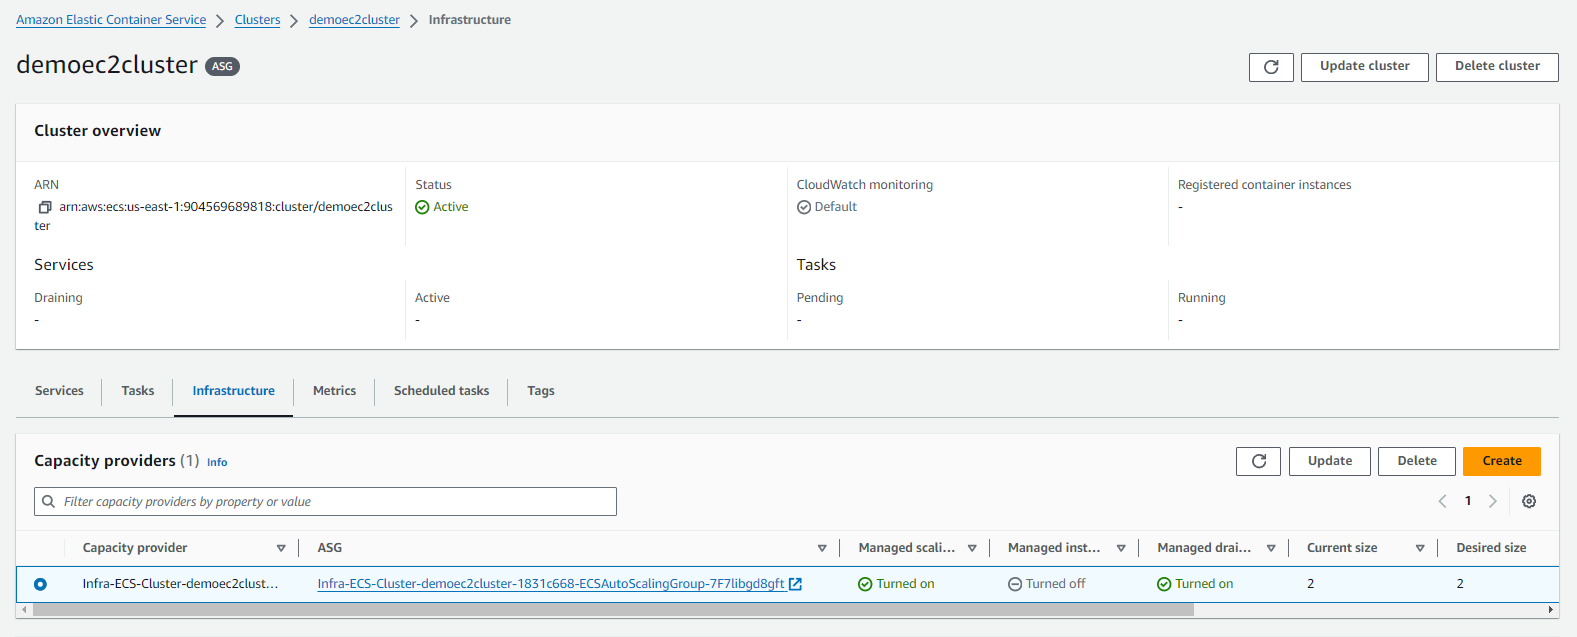 Amazon Elastic Container Service > Clusters > demoec2cluster > Infrastructure
demoec2cluster ASG
Update cluster
Delete cluster
Cluster overview
ARN
arn:aws:ecs:us-east-1:904569689818:cluster/demoec2clus
ter
Status
Active
CloudWatch monitoring
Default
Registered container instances
-
Services
Tasks
Draining
-
Active
-
Pending
-
Running
-
Services Tasks Infrastructure Metrics Scheduled tasks Tags
Capacity providers (1) Info
Update Delete Create
Filter capacity providers by property or value
1
Capacity provider ASG Managed scali... Managed inst... Managed drai... Current size Desired size
Infra-ECS-Cluster-demoec2clust... Infra-ECS-Cluster-demoec2cluster-1831c668-ECSAutoScalingGroup-7F7libgd8gft Turned on Turned off Turned on 2 2